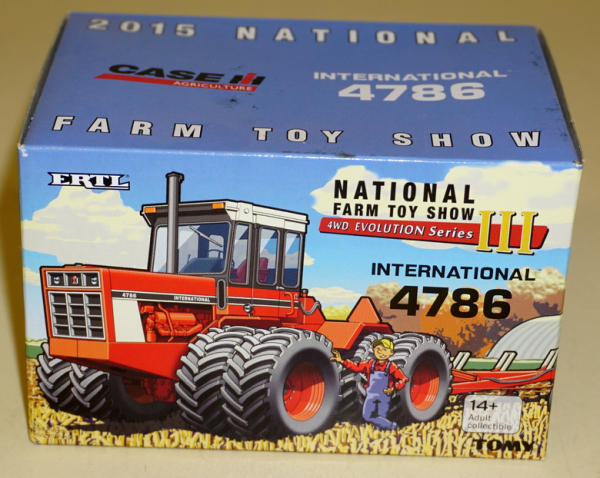 2015 NATIONAL
CASE IH
AGRICULTURE
INTERNATIONAL
4786
FARM TOY SHOW
ERTL
NATIONAL
FARM TOY SHOW
4WD EVOLUTION Series III
INTERNATIONAL
4786
4786 INTERNATIONAL
1
14+
Adult
collectible
TOMY